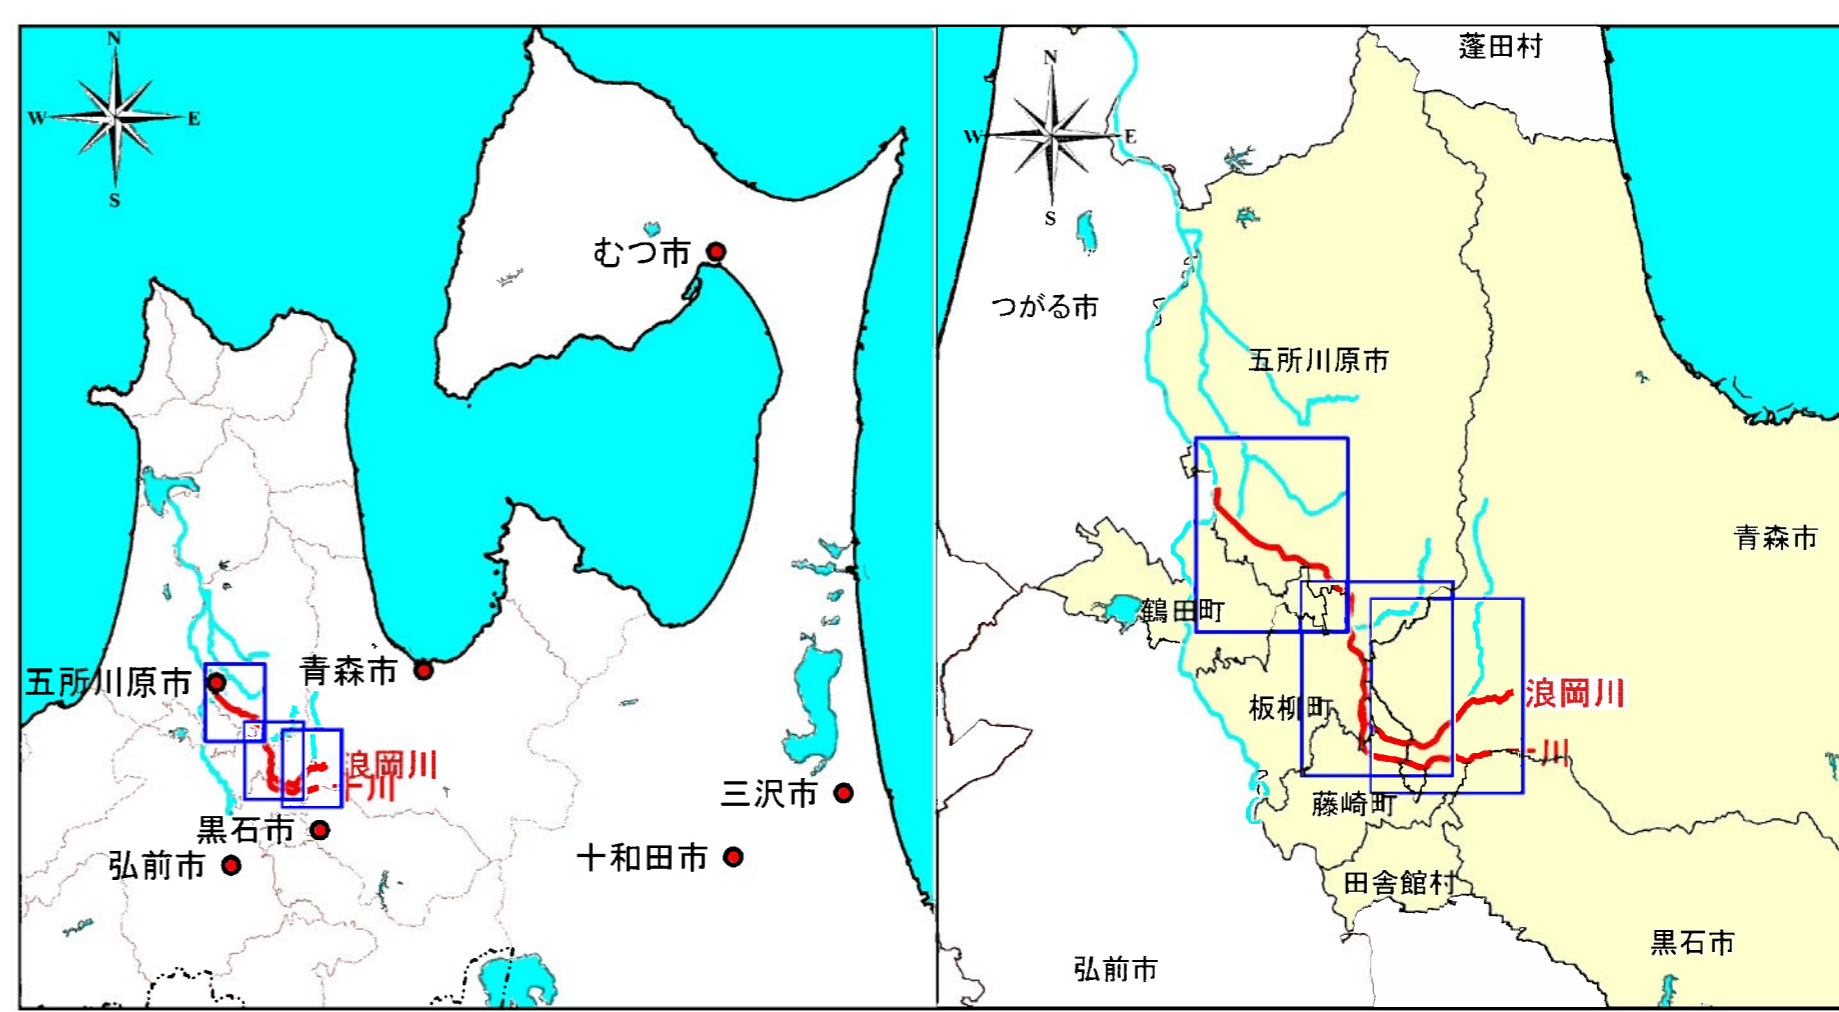 N
W
E
S
むつ市
五所川原市
青森市
浪岡川
川
黒石市
弘前市
三沢市
十和田市
蓬田村
N
W
E
S
つがる市
五所川原市
青森市
鶴田町
板柳町
浪岡川
川
藤崎町
田舎館村
黒石市
弘前市